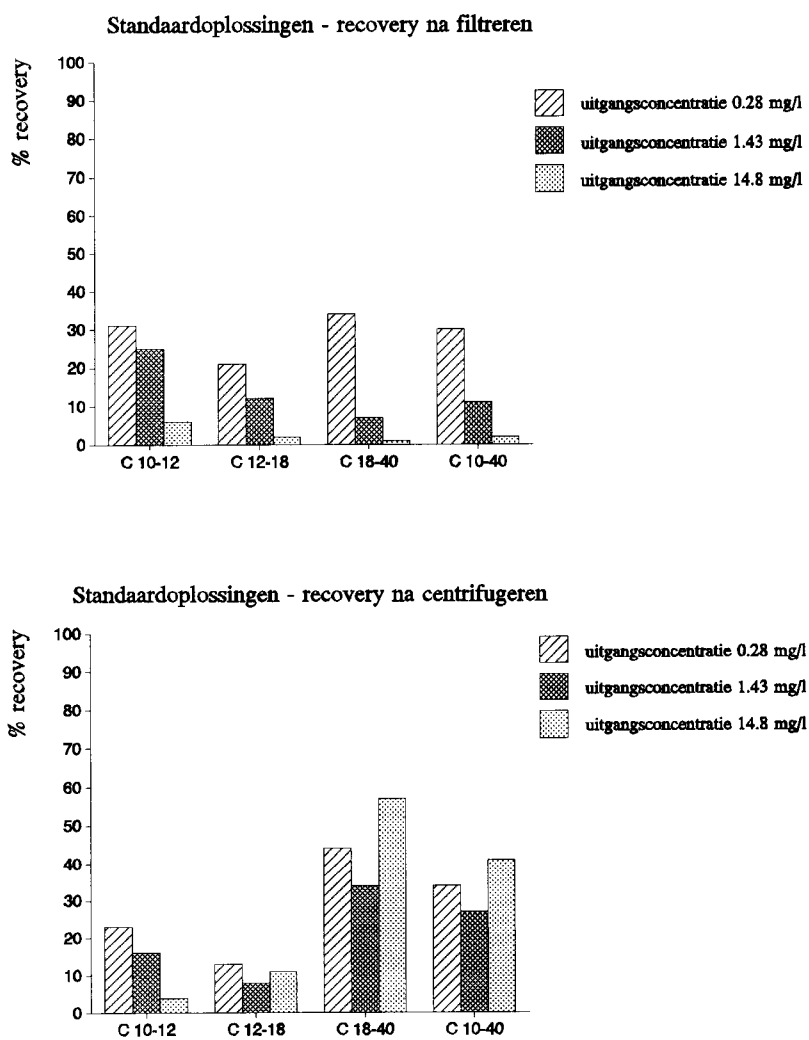 Standaardoplossingen - recovery na filtreren
% recovery
100
90
80
70
60
50
40
30
20
10
0
C 10-12
C 12-18
C 18-40
C 10-40
uitgangsconcentratie 0.28 mg/l
uitgangsconcentratie 1.43 mg/l
uitgangsconcentratie 14.8 mg/l
Standaardoplossingen - recovery na centrifugeren
% recovery
100
90
80
70
60
50
40
30
20
10
0
C 10-12
C 12-18
C 18-40
C 10-40
uitgangsconcentratie 0.28 mg/l
uitgangsconcentratie 1.43 mg/l
uitgangsconcentratie 14.8 mg/l